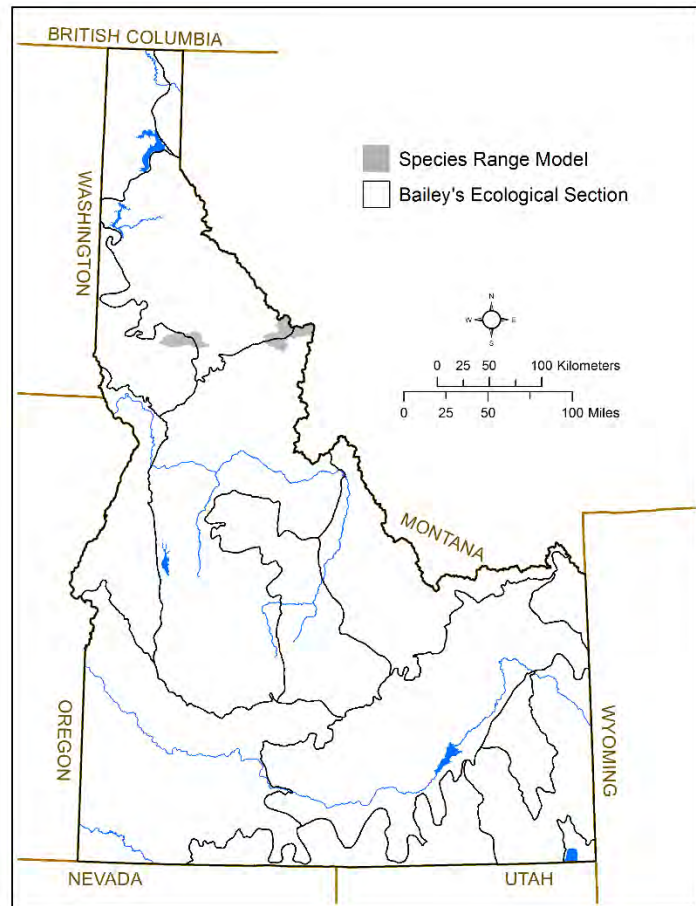 BRITISH COLUMBIA
WASHINGTON
Species Range Model
Bailey's Ecological Section
N
W E
S
0 25 50 100 Kilometers
0 25 50 100 Miles
MONTANA
OREGON
WYOMING
NEVADA
UTAH